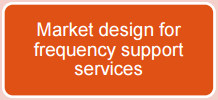 Market design for
frequency support
services